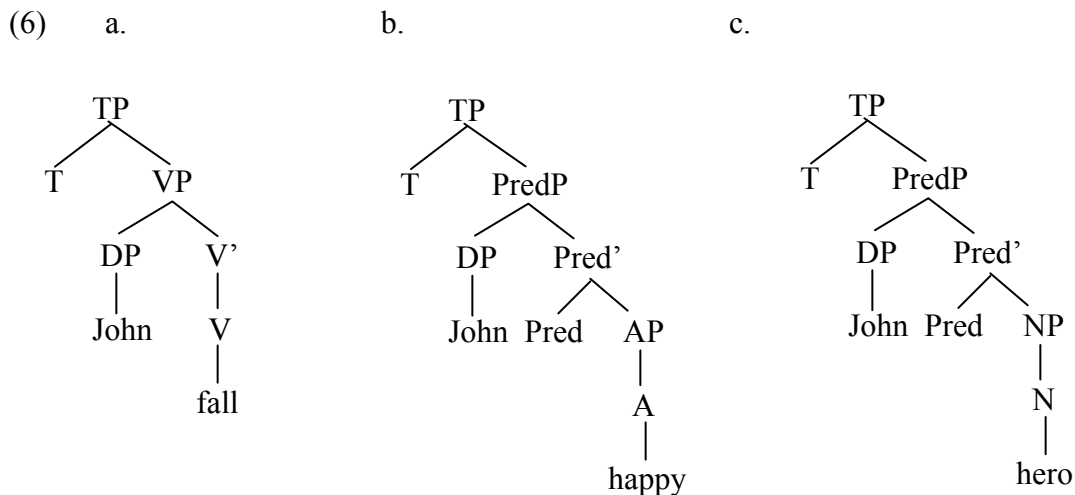 (6) a. b. c.
TP TP TP
T VP T PredP T PredP
DP V’ DP Pred’ DP Pred’
John V John Pred AP John Pred NP
fall A N
happy hero